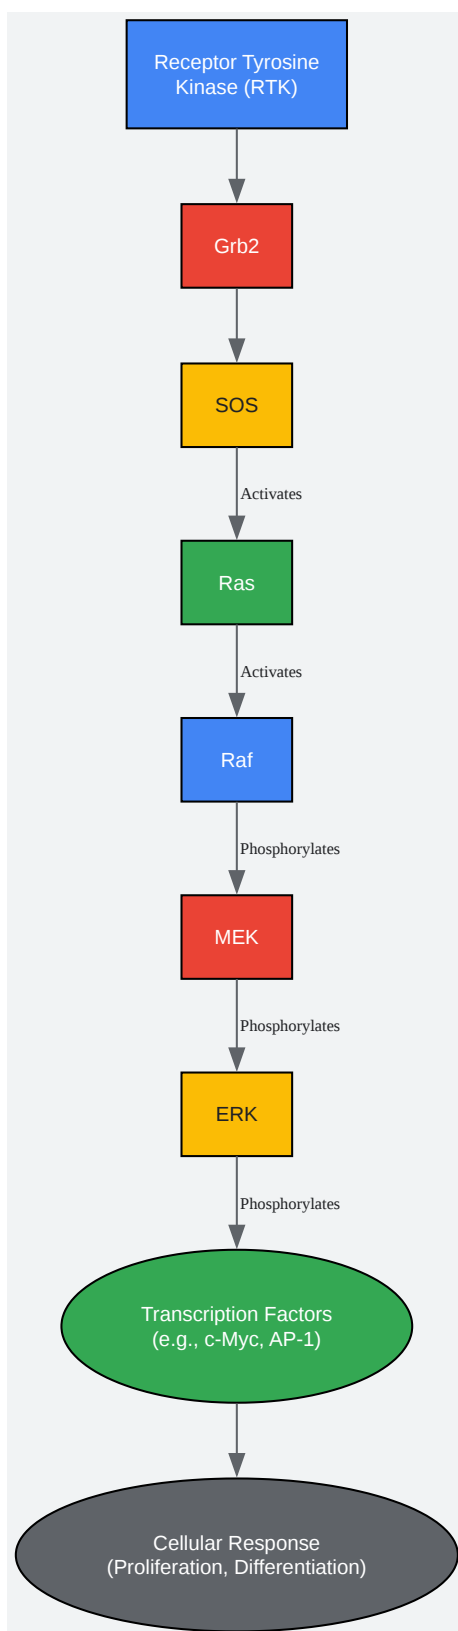 Receptor Tyrosine
Kinase (RTK)
Grb2
SOS
Activates
Ras
Activates
Raf
Phosphorylates
MEK
Phosphorylates
ERK
Phosphorylates
Transcription Factors
(e.g., c-Myc, AP-1)
Cellular Response
(Proliferation, Differentiation)